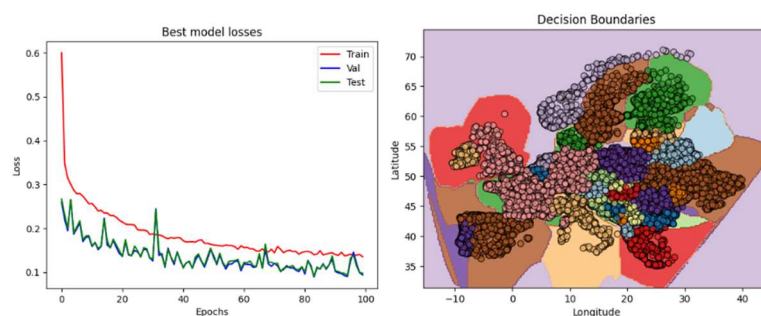 Best model losses
0.6
0.5
0.4
0.3
0.2
0.1
Loss
0 20 40 60 80 100
Epochs
Train
Val
Test
Decision Boundaries
70
65
60
55
50
45
40
35
Latitude
−10 0 10 20 30 40
Longitude